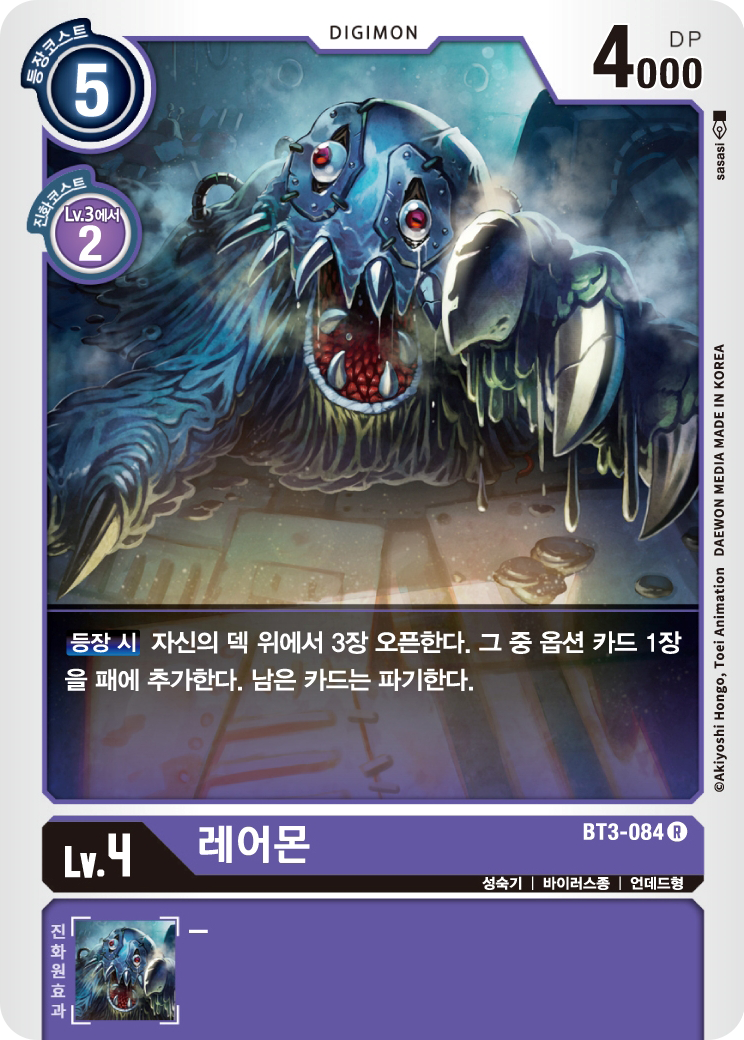 DIGIMON
등장코스트
5
4000
DP
진화코스트
Lv.3에서
2
sasasi
©Akiyoshi Hongo, Toei Animation DAEWON MEDIA MADE IN KOREA
등장 시 자신의 덱 위에서 3장 오픈한다. 그 중 옵션 카드 1장
을 패에 추가한다. 남은 카드는 파기한다.
Lv.4
레어몬
BT3-084 R
성숙기 | 바이러스종 | 언데드형
진화원효과
—